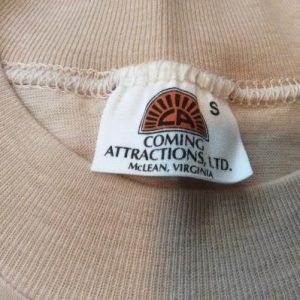 CA
S
COMING
ATTRACTIONS, LTD.
McLEAN, VIRGINIA